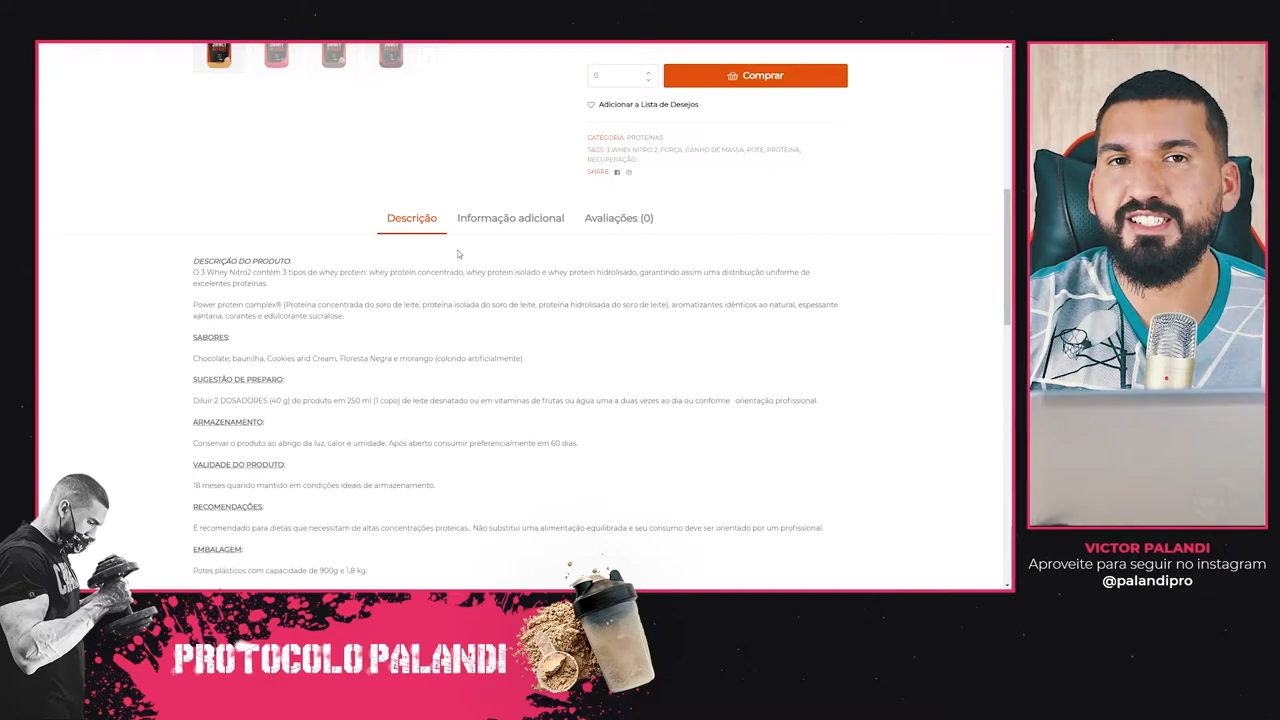 0
Comprar
Adicionar a Lista de Desejos
CATEGORIA: PROTEÍNAS
TAGS: 3 WHEY NITRO 2, FORÇA, GANHO DE MASSA, POTE, PROTEÍNA,
RECUPERAÇÃO
SHARE:
Descrição
Informação adicional
Avaliações (0)
DESCRIÇÃO DO PRODUTO:
O 3 Whey Nitro2 contém 3 tipos de whey protein: whey protein concentrado, whey protein isolado e whey protein hidrolisado, garantindo assim uma distribuição uniforme de
excelentes proteínas.
Power protein complex® (Proteína concentrada do soro de leite, proteína isolada do soro de leite, proteína hidrolisada do soro de leite), aromatizantes idênticos ao natural, espessante
xantana, corantes e edulcorante sucralose.
SABORES:
Chocolate; baunilha, Cookies and Cream, Floresta Negra e morango (colorido artificialmente)
SUGESTÃO DE PREPARO:
Diluir 2 DOSADORES (40 g) do produto em 250 ml (1 copo) de leite desnatado ou em vitaminas de frutas ou água uma a duas vezes ao dia ou conforme orientação profissional.
ARMAZENAMENTO:
Conservar o produto ao abrigo da luz, calor e umidade. Após aberto consumir preferencialmente em 60 dias.
VALIDADE DO PRODUTO:
18 meses quando mantido em condições ideais de armazenamento.
RECOMENDAÇÕES:
É recomendado para dietas que necessitam de altas concentrações proteicas. Não substitui uma alimentação equilibrada e seu consumo deve ser orientado por um profissional.
EMBALAGEM:
Potes plásticos com capacidade de 900g e 1,8 kg.
VICTOR PALANDI
Aproveite para seguir no instagram
@palandipro
PROTOCOLO PALANDI